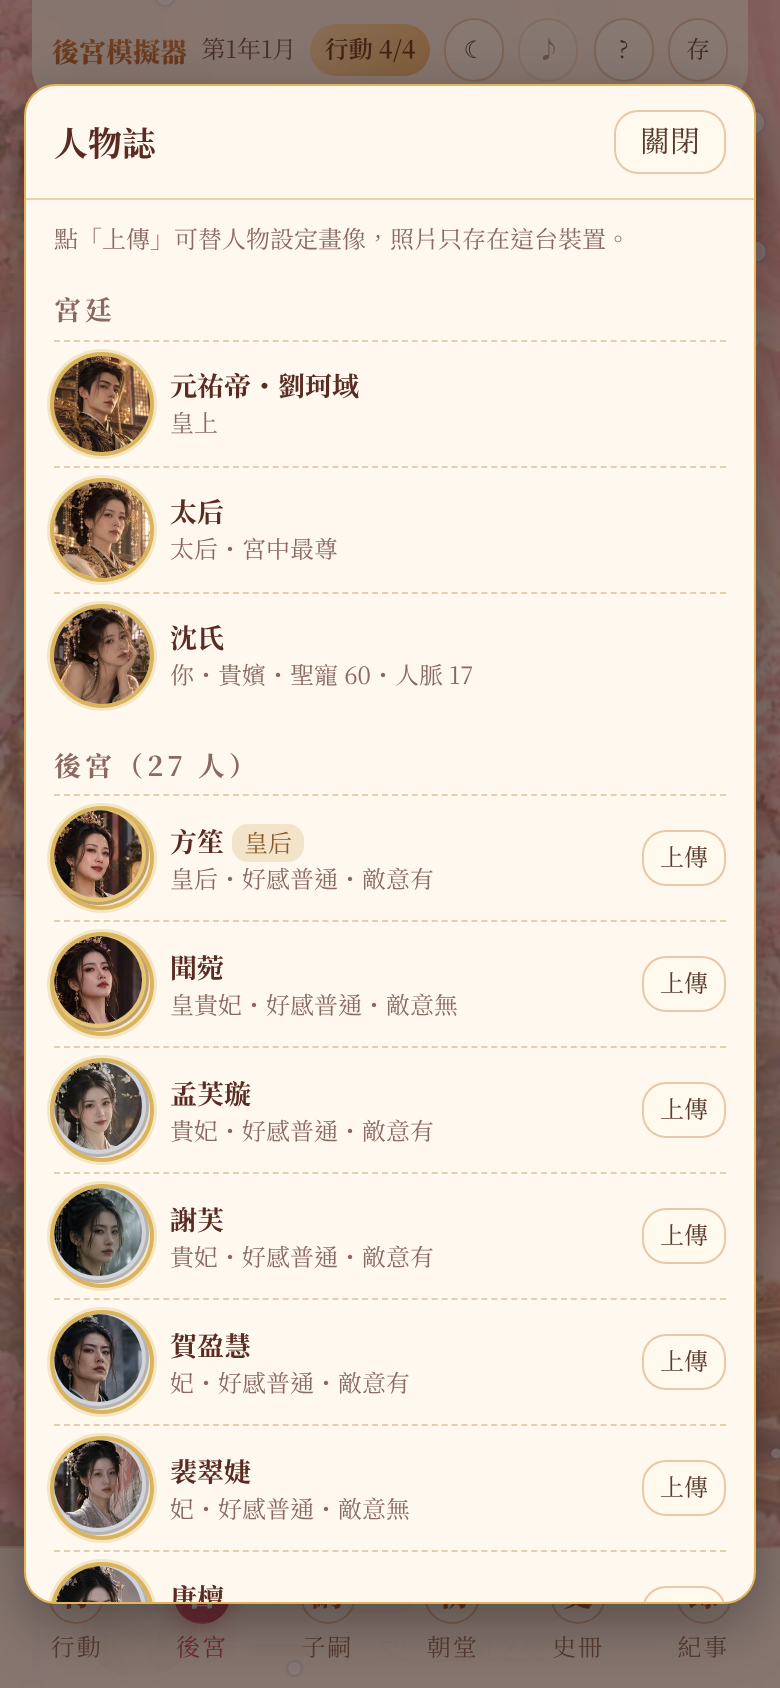 後宮模擬器 第1年1月 行動 4/4 ☾ ♪ ? 存
人物誌
關閉
點「上傳」可替人物設定畫像，照片只存在這台裝置。
宮廷
元祐帝・劉珂域
皇上
太后
太后・宮中最尊
沈氏
你・貴嬪・聖寵 60・人脈 17
後宮（27 人）
方笙 皇后
皇后・好感普通・敵意有
上傳
聞菀
皇貴妃・好感普通・敵意無
上傳
孟芙璇
貴妃・好感普通・敵意有
上傳
謝芙
貴妃・好感普通・敵意有
上傳
賀盈慧
妃・好感普通・敵意有
上傳
裴翠婕
妃・好感普通・敵意無
上傳
唐檀
行動 後宮 子嗣 朝堂 史冊 紀事